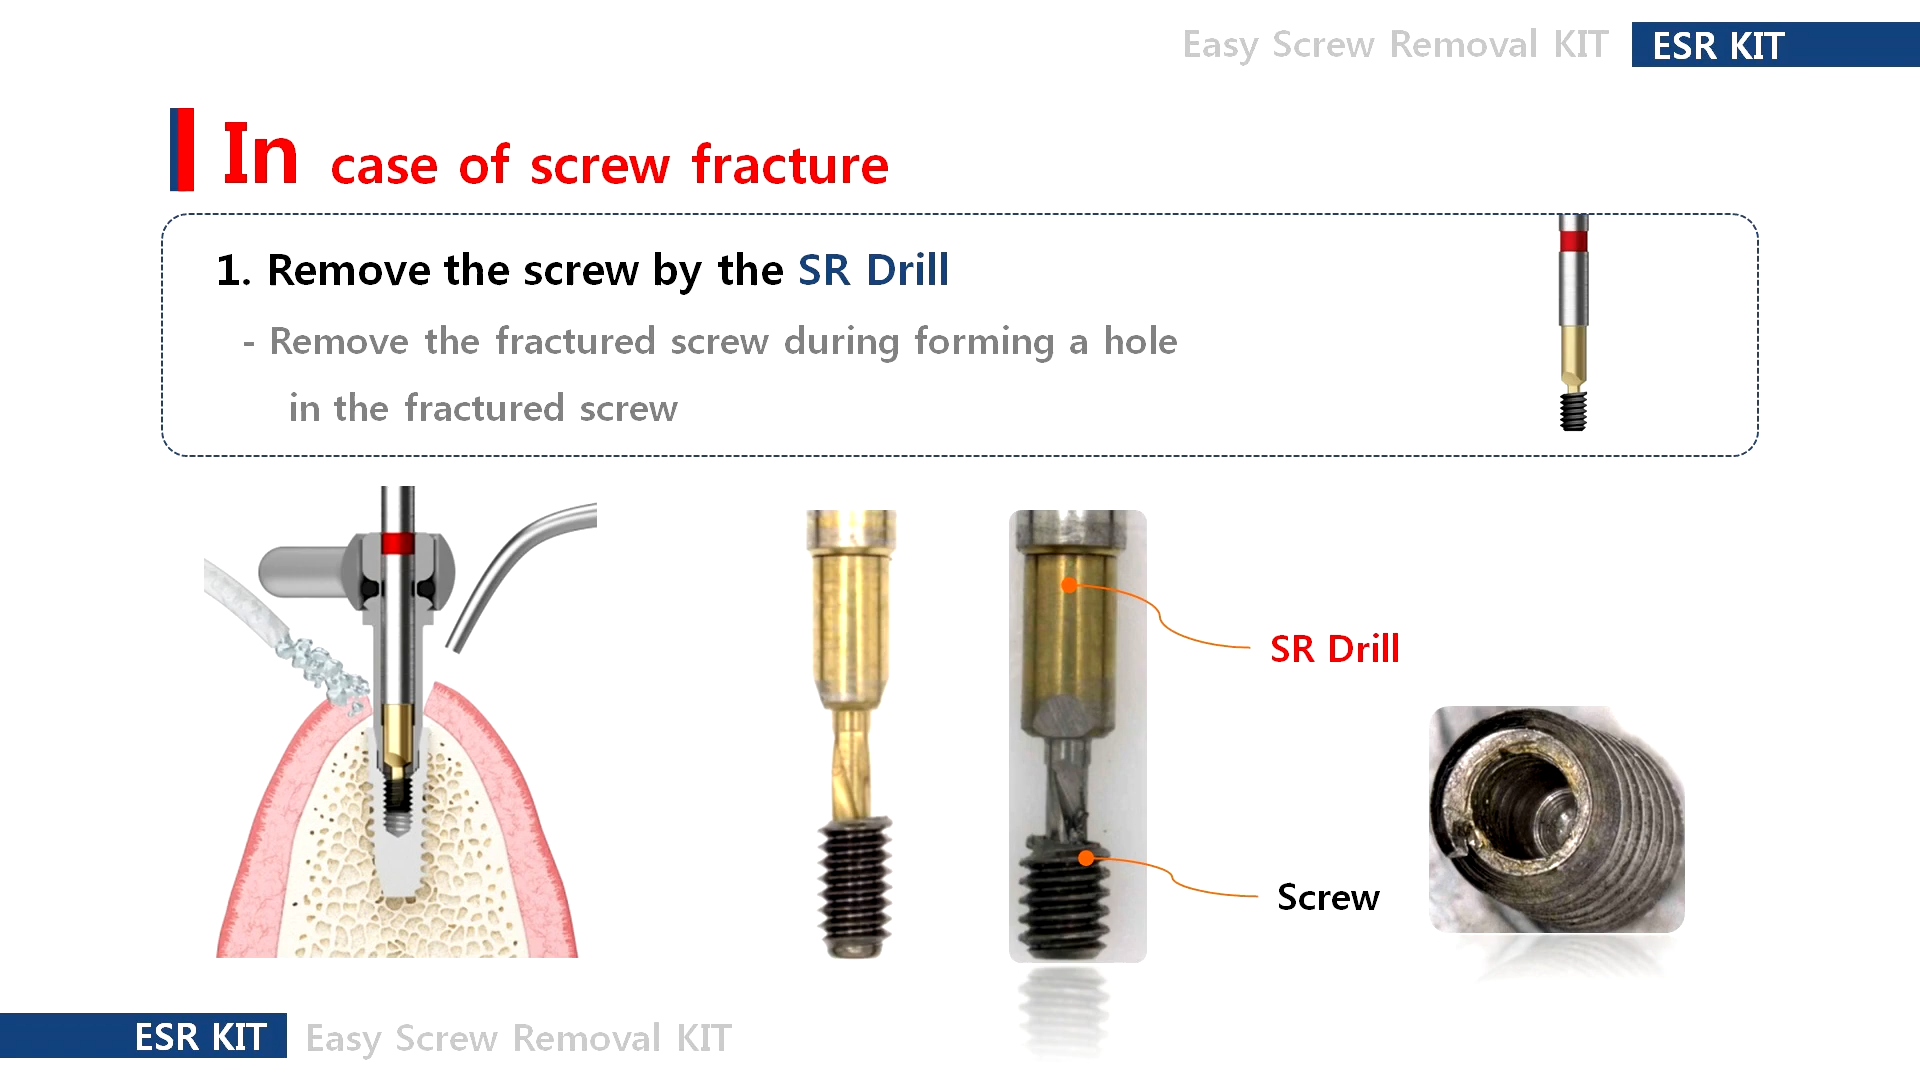 Easy Screw Removal KIT ESR KIT
In case of screw fracture
1. Remove the screw by the SR Drill
- Remove the fractured screw during forming a hole
in the fractured screw
SR Drill
Screw
ESR KIT Easy Screw Removal KIT